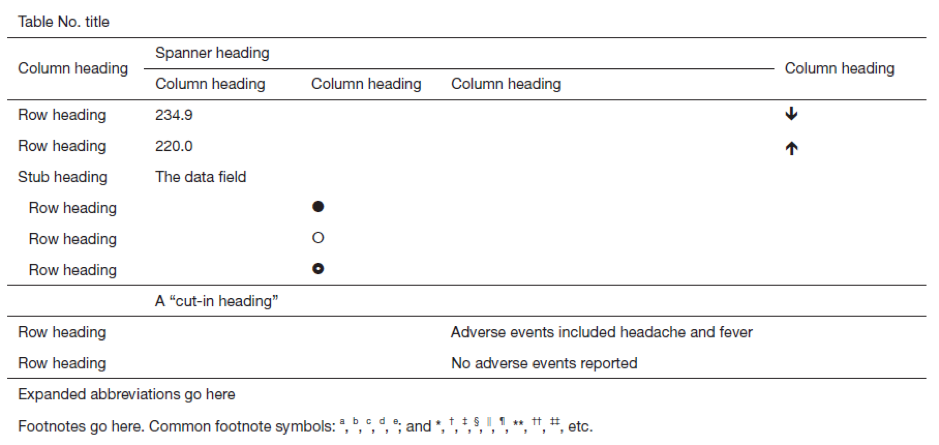 Table No. title
Spanner heading
Column heading Column heading
Column heading Column heading Column heading
Row heading 234.9 ↓
Row heading 220.0 ↑
Stub heading The data field
Row heading ●
Row heading ○
Row heading ◉
A “cut-in heading”
Row heading Adverse events included headache and fever
Row heading No adverse events reported
Expanded abbreviations go here
Footnotes go here. Common footnote symbols: ᵃ, ᵇ, ᶜ, ᵈ, ᵉ; and *, †, ‡, §, ||, ¶, **, ††, ‡‡, etc.